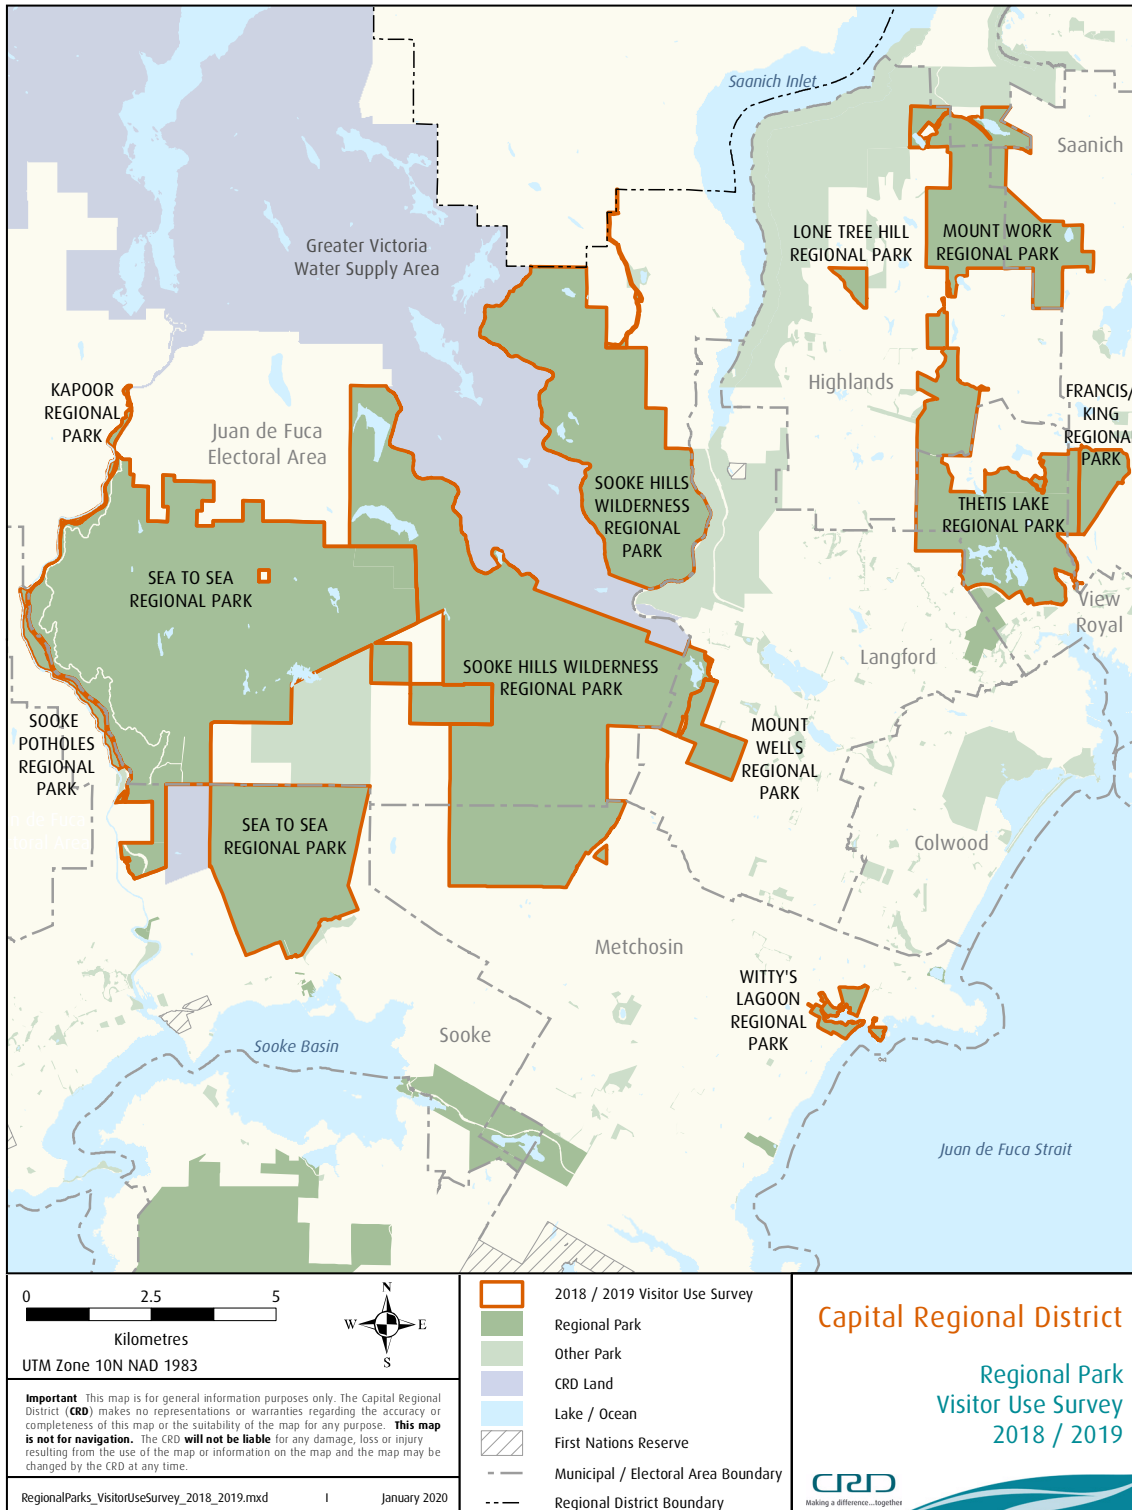 Saanich Inlet
Saanich
LONE TREE HILL
REGIONAL PARK
MOUNT WORK
REGIONAL PARK
Greater Victoria
Water Supply Area
KAPOOR
REGIONAL
PARK
Highlands
FRANCIS/
KING
REGIONAL
PARK
Juan de Fuca
Electoral Area
SOOKE HILLS
WILDERNESS
REGIONAL
PARK
THETIS LAKE
REGIONAL PARK
SEA TO SEA
REGIONAL PARK
View
Royal
Langford
SOOKE HILLS WILDERNESS
REGIONAL PARK
SOOKE
POTHOLES
REGIONAL
PARK
MOUNT
WELLS
REGIONAL
PARK
SEA TO SEA
REGIONAL PARK
Colwood
Metchosin
WITTY'S
LAGOON
REGIONAL
PARK
Sooke
Sooke Basin
Juan de Fuca Strait
0 2.5 5
Kilometres
UTM Zone 10N NAD 1983
N
W E
S
Important This map is for general information purposes only. The Capital Regional
District (CRD) makes no representations or warranties regarding the accuracy or
completeness of this map or the suitability of the map for any purpose. This map
is not for navigation. The CRD will not be liable for any damage, loss or injury
resulting from the use of the map or information on the map and the map may be
changed by the CRD at any time.
RegionalParks_VisitorUseSurvey_2018_2019.mxd I January 2020
2018 / 2019 Visitor Use Survey
Regional Park
Other Park
CRD Land
Lake / Ocean
First Nations Reserve
Municipal / Electoral Area Boundary
Regional District Boundary
Capital Regional District
Regional Park
Visitor Use Survey
2018 / 2019
CRD
Making a difference...together